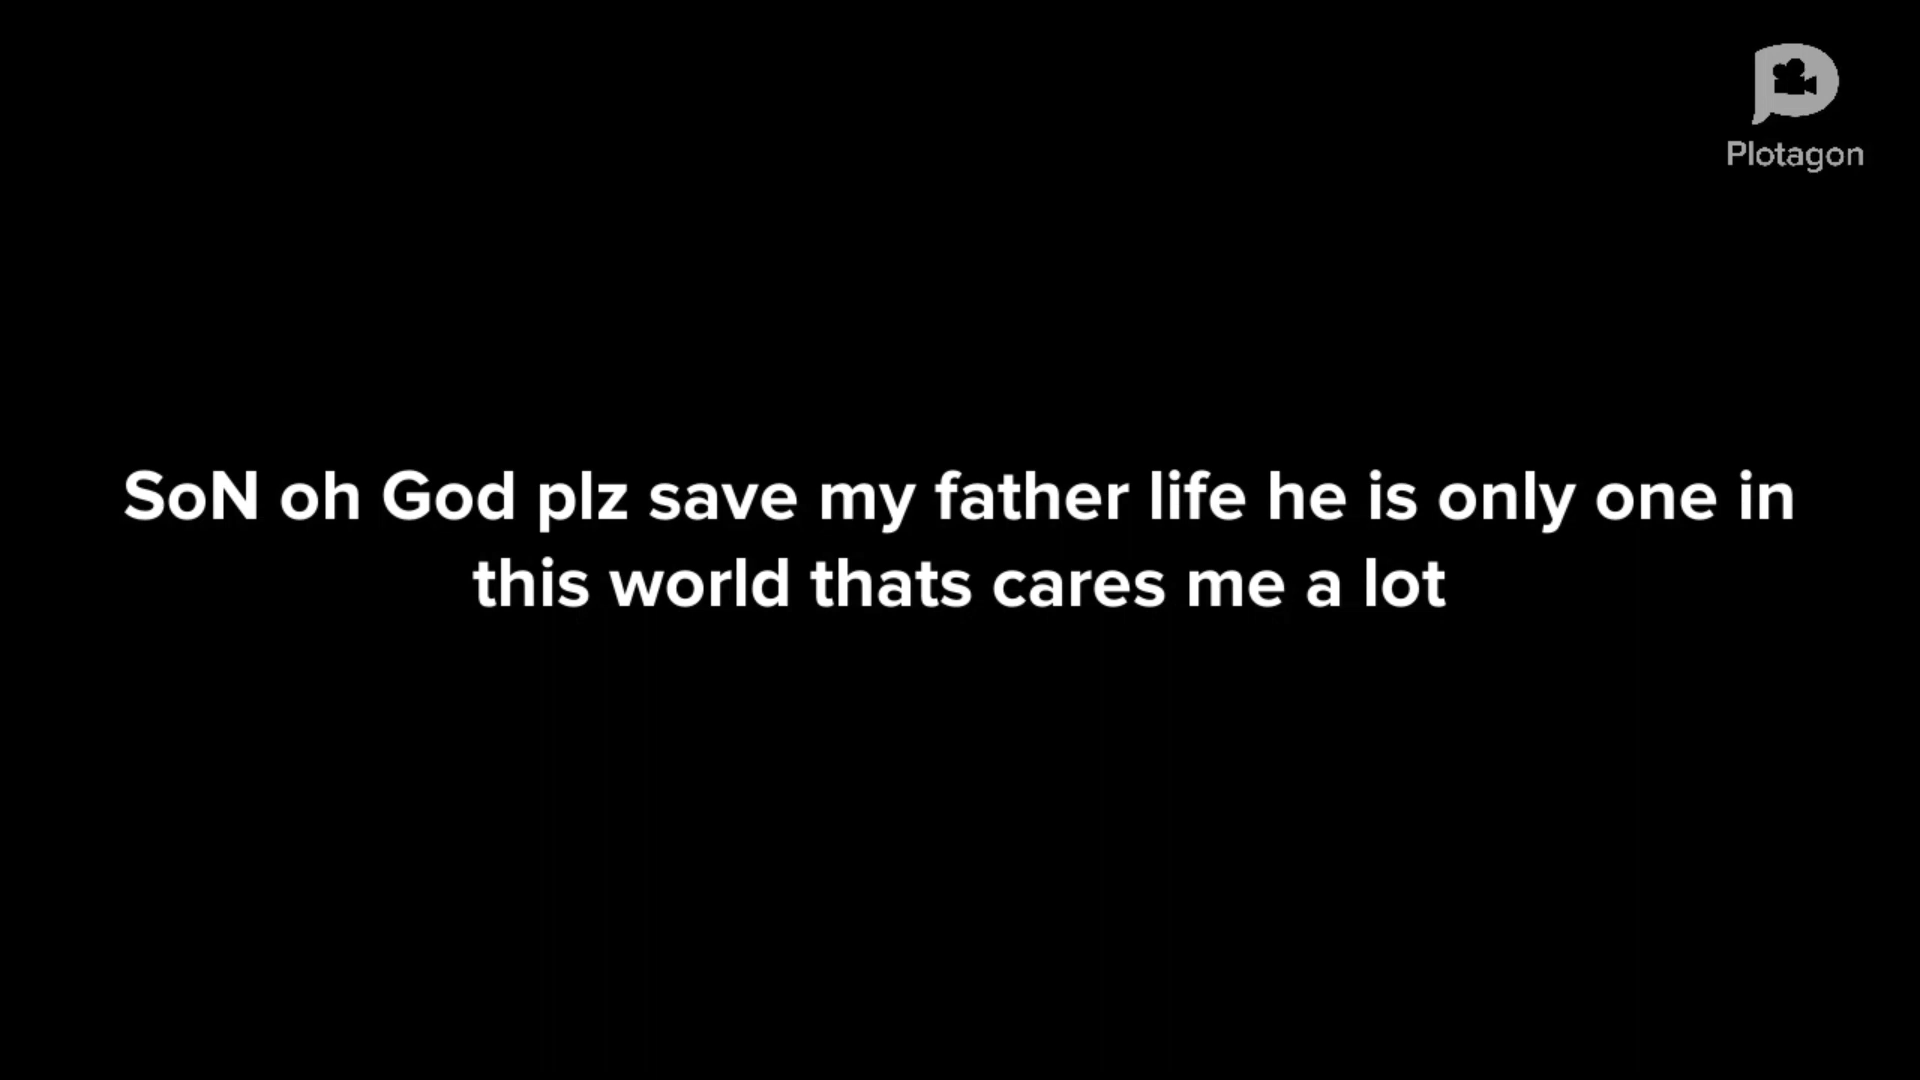 Plotagon
SoN oh God plz save my father life he is only one in
this world thats cares me a lot